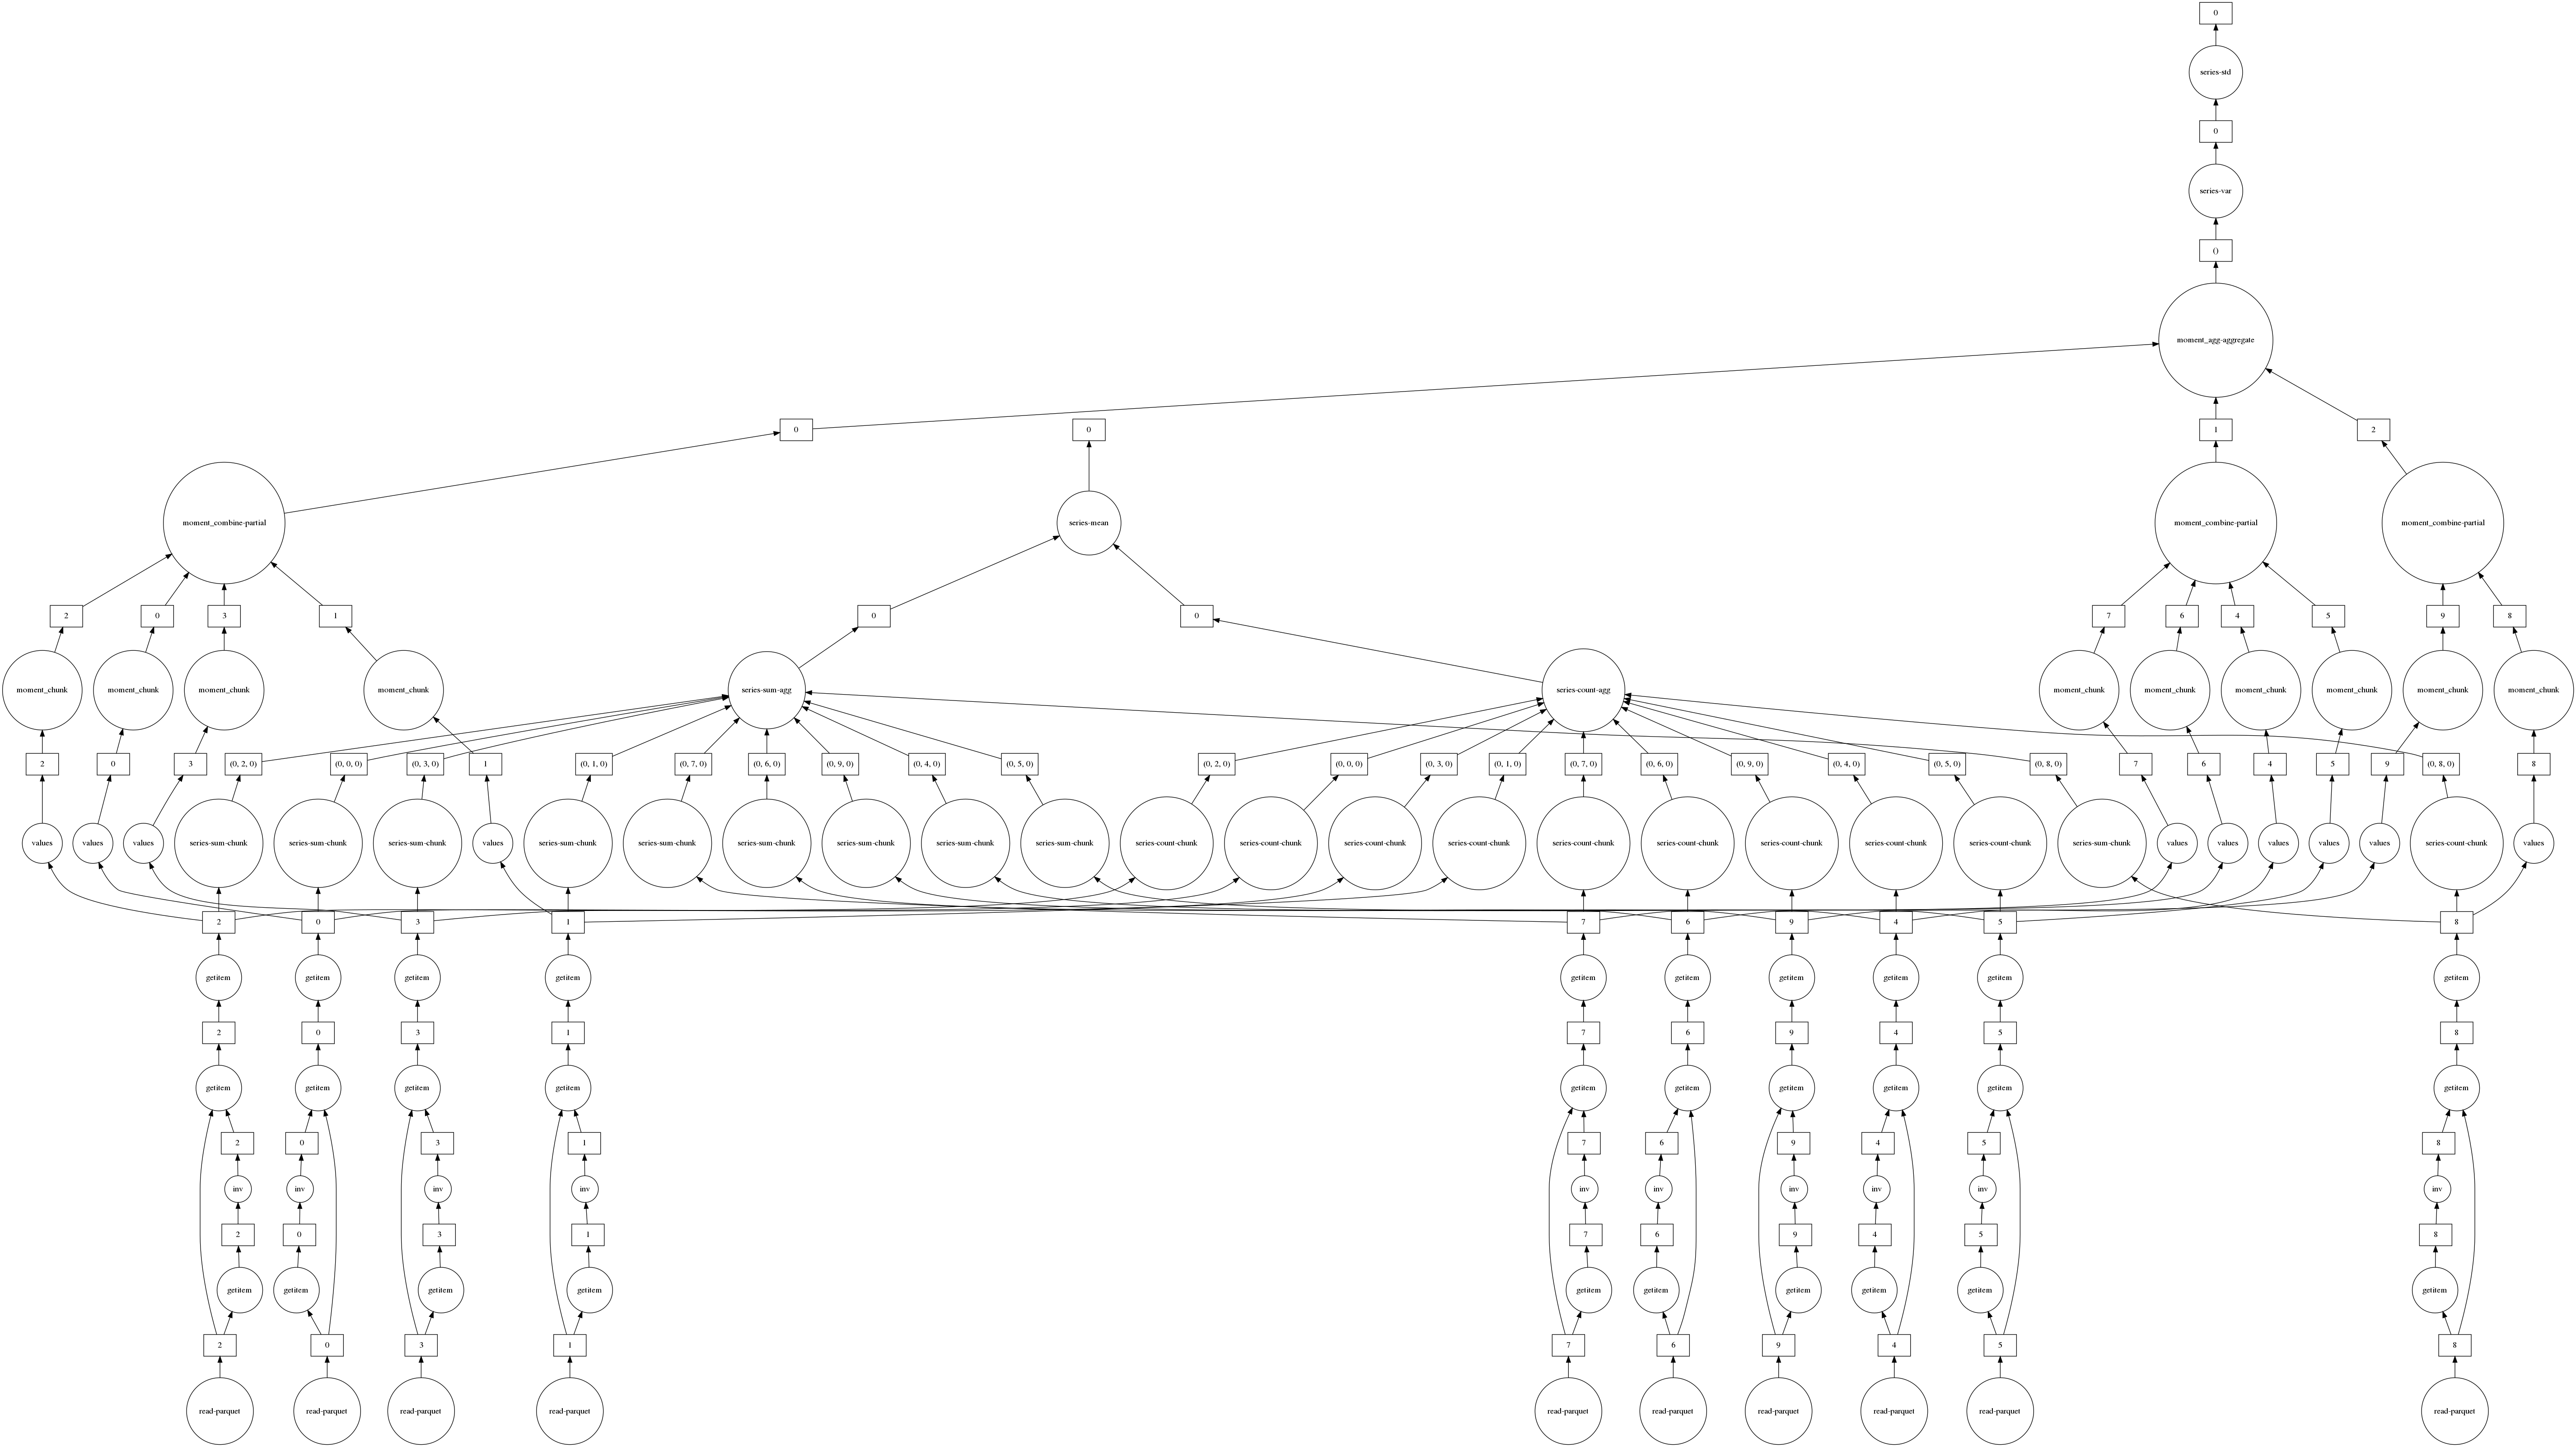 0
series-std
0
series-var
()
moment_agg-aggregate
0 0 1 2
moment_combine-partial series-mean moment_combine-partial moment_combine-partial
2 0 3 1 0 0 7 6 4 5 9 8
moment_chunk moment_chunk moment_chunk moment_chunk series-sum-agg series-count-agg moment_chunk moment_chunk moment_chunk moment_chunk moment_chunk moment_chunk
2 0 3 (0, 2, 0) (0, 0, 0) (0, 3, 0) 1 (0, 1, 0) (0, 7, 0) (0, 6, 0) (0, 9, 0) (0, 4, 0) (0, 5, 0) (0, 2, 0) (0, 0, 0) (0, 3, 0) (0, 1, 0) (0, 7, 0) (0, 6, 0) (0, 9, 0) (0, 4, 0) (0, 5, 0) (0, 8, 0) 7 6 4 5 9 (0, 8, 0) 8
values values values series-sum-chunk series-sum-chunk series-sum-chunk values series-sum-chunk series-sum-chunk series-sum-chunk series-sum-chunk series-sum-chunk series-sum-chunk series-count-chunk series-count-chunk series-count-chunk series-count-chunk series-count-chunk series-count-chunk series-count-chunk series-count-chunk series-count-chunk series-sum-chunk values values values values values series-count-chunk values
2 0 3 1 7 6 9 4 5 8
getitem getitem getitem getitem getitem getitem getitem getitem getitem getitem
2 0 3 1 7 6 9 4 5 8
getitem getitem getitem getitem getitem getitem getitem getitem getitem getitem
2 0 3 1 7 6 9 4 5 8
inv inv inv inv inv inv inv inv inv inv
2 0 3 1 7 6 9 4 5 8
getitem getitem getitem getitem getitem getitem getitem getitem getitem getitem
2 0 3 1 7 6 9 4 5 8
read-parquet read-parquet read-parquet read-parquet read-parquet read-parquet read-parquet read-parquet read-parquet read-parquet